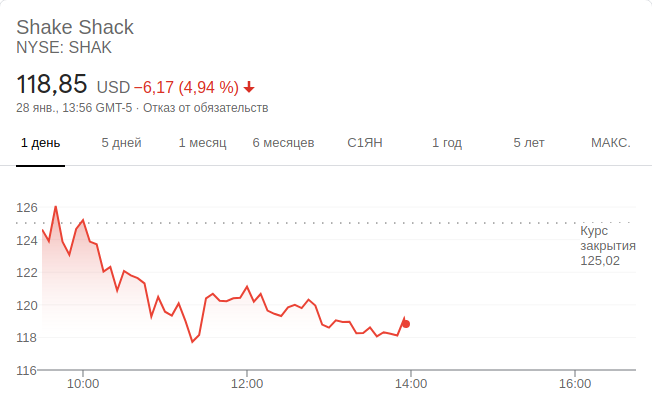 Shake Shack
NYSE: SHAK
118,85 USD −6,17 (4,94 %)
28 янв., 13:56 GMT-5 · Отказ от обязательств
1 день 5 дней 1 месяц 6 месяцев С1ЯН 1 год 5 лет МАКС.
126
124
122
120
118
116
Курс
закрытия
125,02
10:00 12:00 14:00 16:00